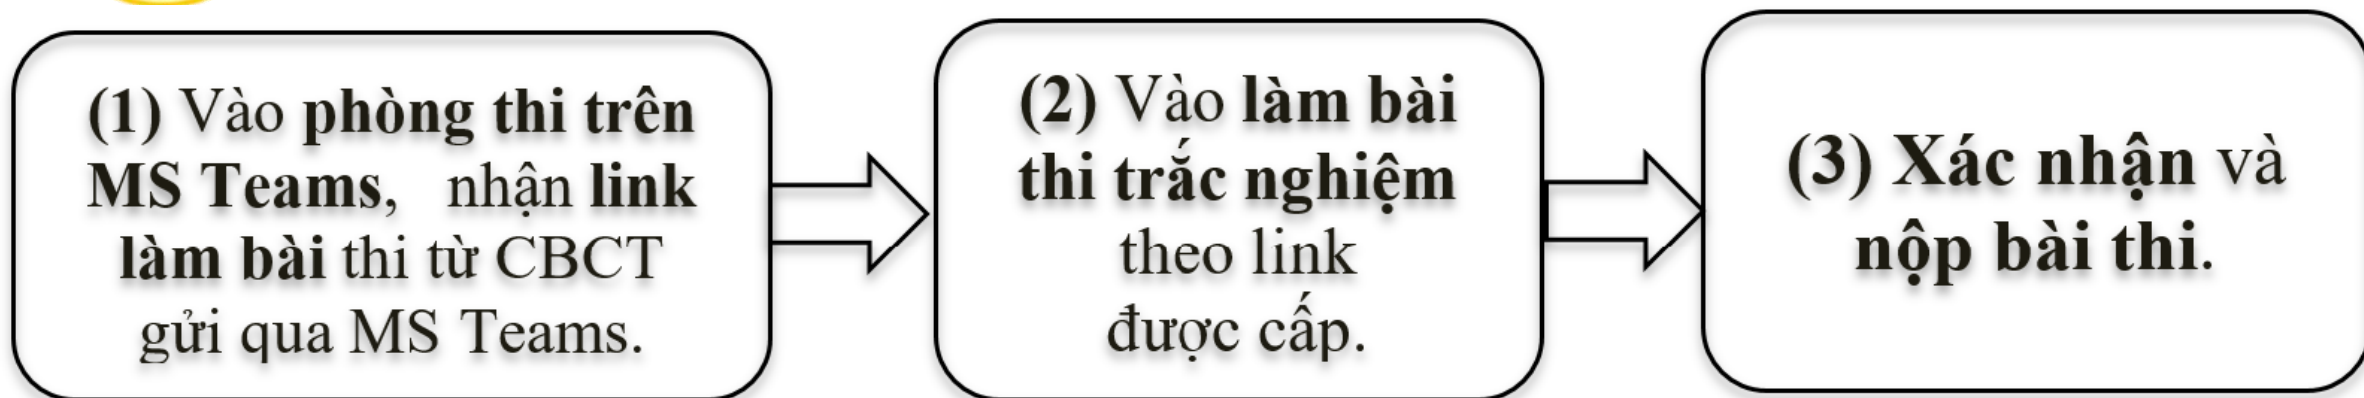 (1) Vào phòng thi trên
MS Teams, nhận link
làm bài thi từ CBCT
gửi qua MS Teams.
(2) Vào làm bài
thi trắc nghiệm
theo link
được cấp.
(3) Xác nhận và
nộp bài thi.